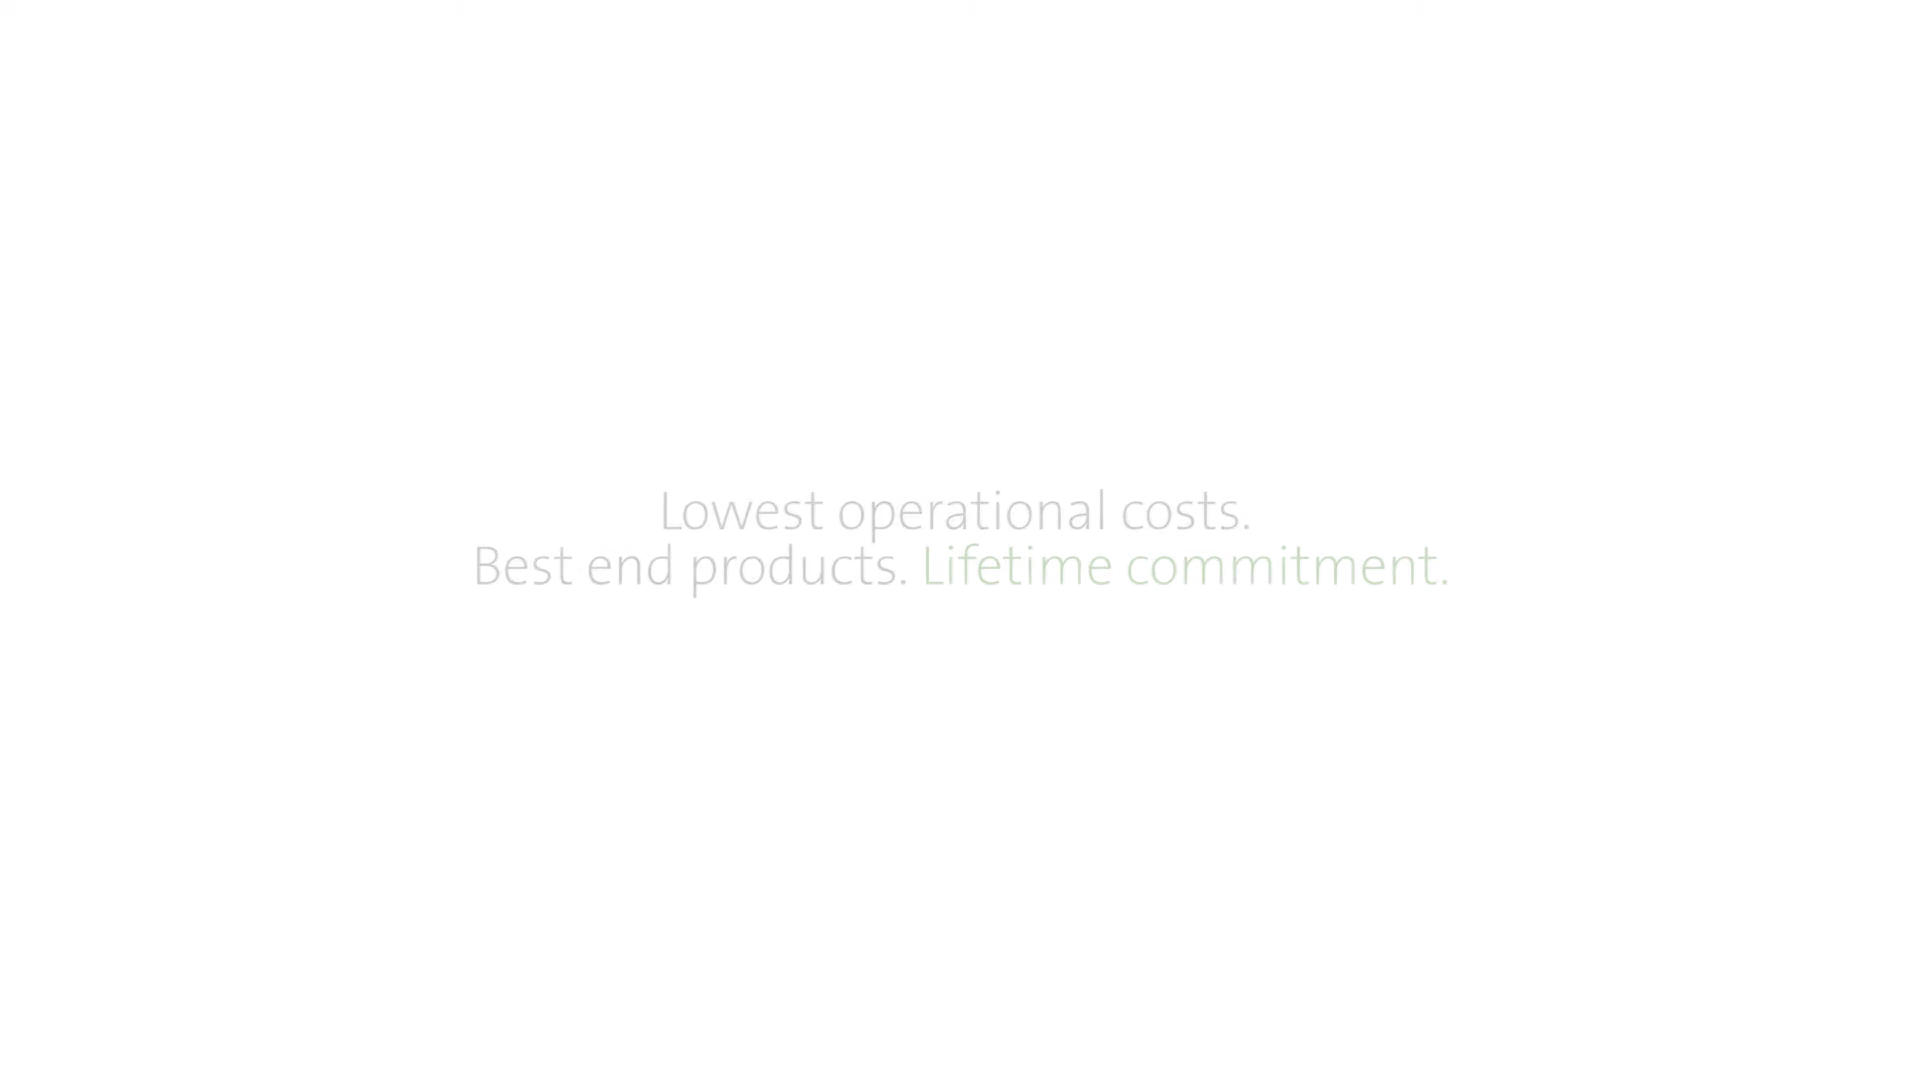 Lowest operational costs.
Best end products. Lifetime commitment.